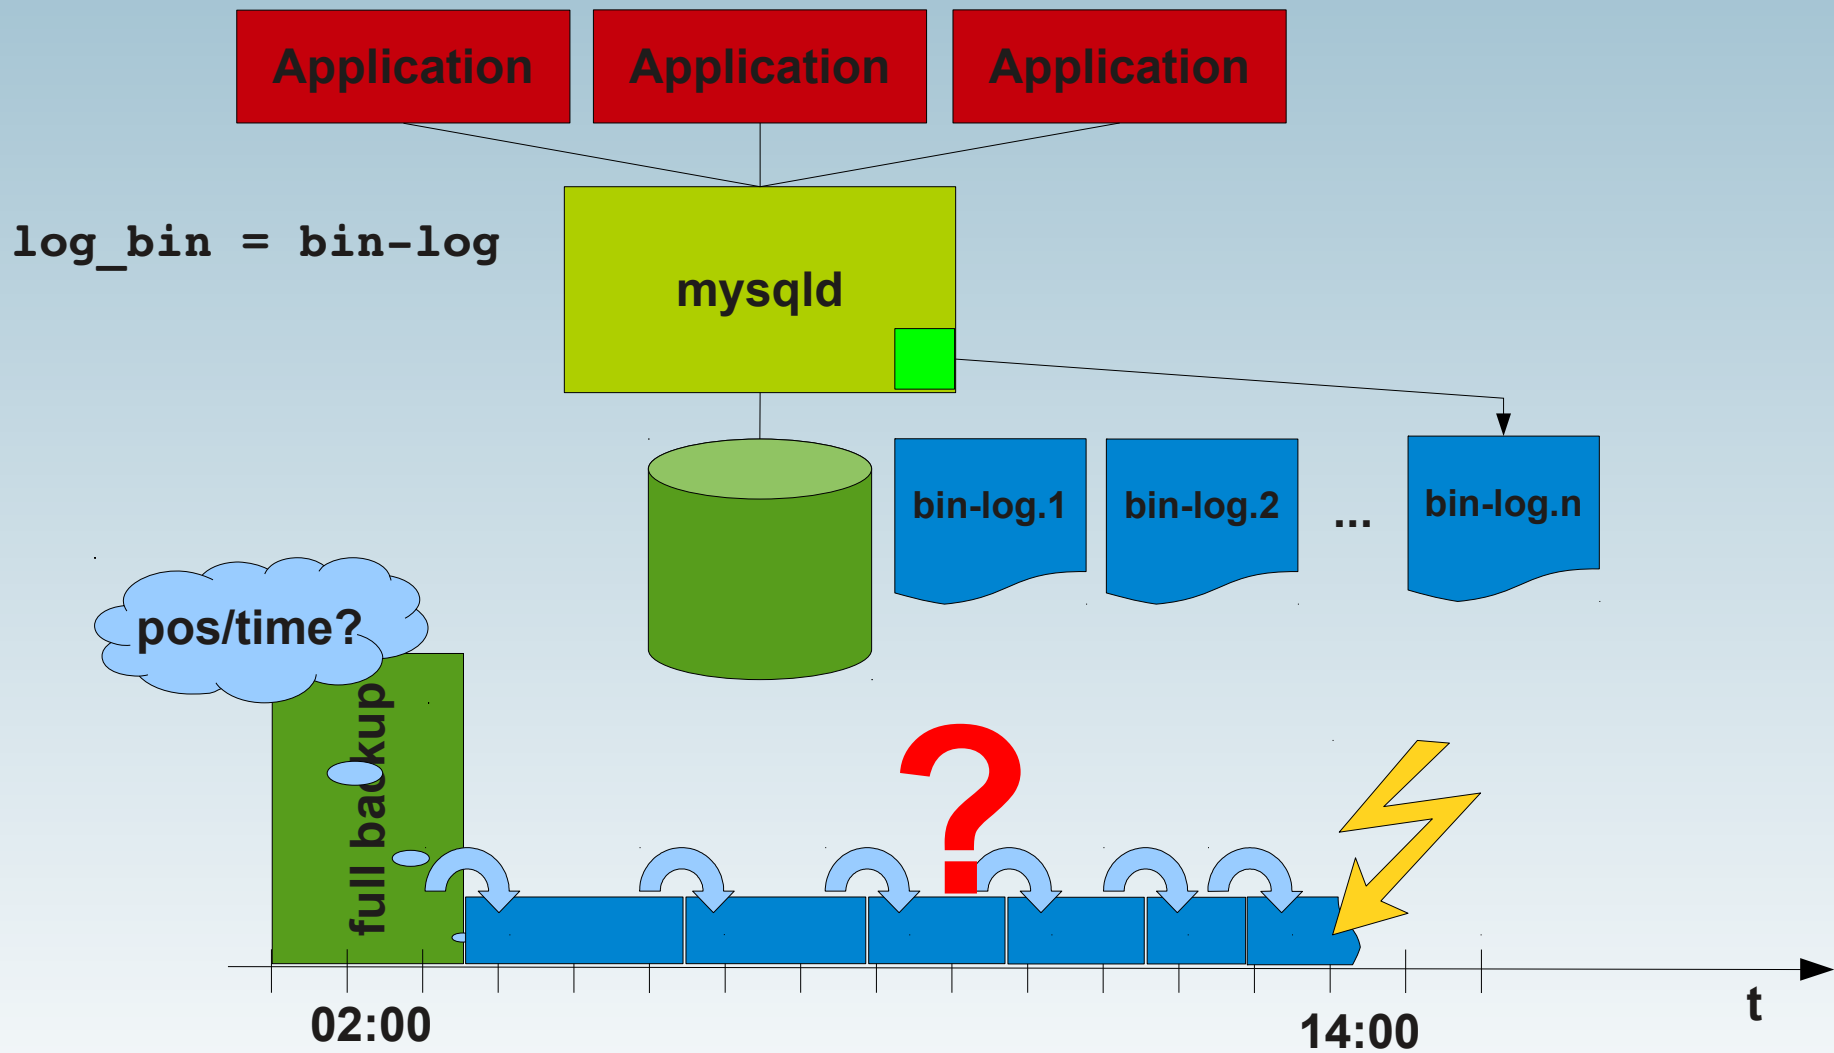 Application
Application
Application
log_bin = bin-log
mysqld
bin-log.1
bin-log.2
...
bin-log.n
pos/time?
full backup
?
02:00
14:00
t